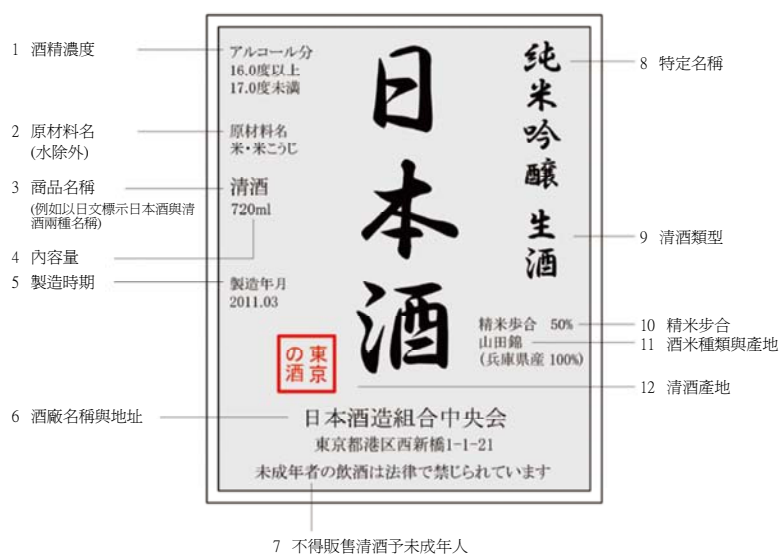 1 酒精濃度
2 原材料名
(水除外)
3 商品名稱
(例如以日文標示日本酒與清
酒兩種名稱)
4 內容量
5 製造時期
6 酒廠名稱與地址
アルコール分
16.0度以上
17.0度未満
原材料名
米・米こうじ
清酒
720ml
製造年月
2011.03
日本酒
純米吟醸 生酒
精米歩合 50%
山田錦
(兵庫県産 100%)
東京
の酒
日本酒造組合中央会
東京都港区西新橋1-1-21
未成年者の飲酒は法律で禁じられています
8 特定名稱
9 清酒類型
10 精米步合
11 酒米種類與產地
12 清酒產地
7 不得販售清酒予未成年人